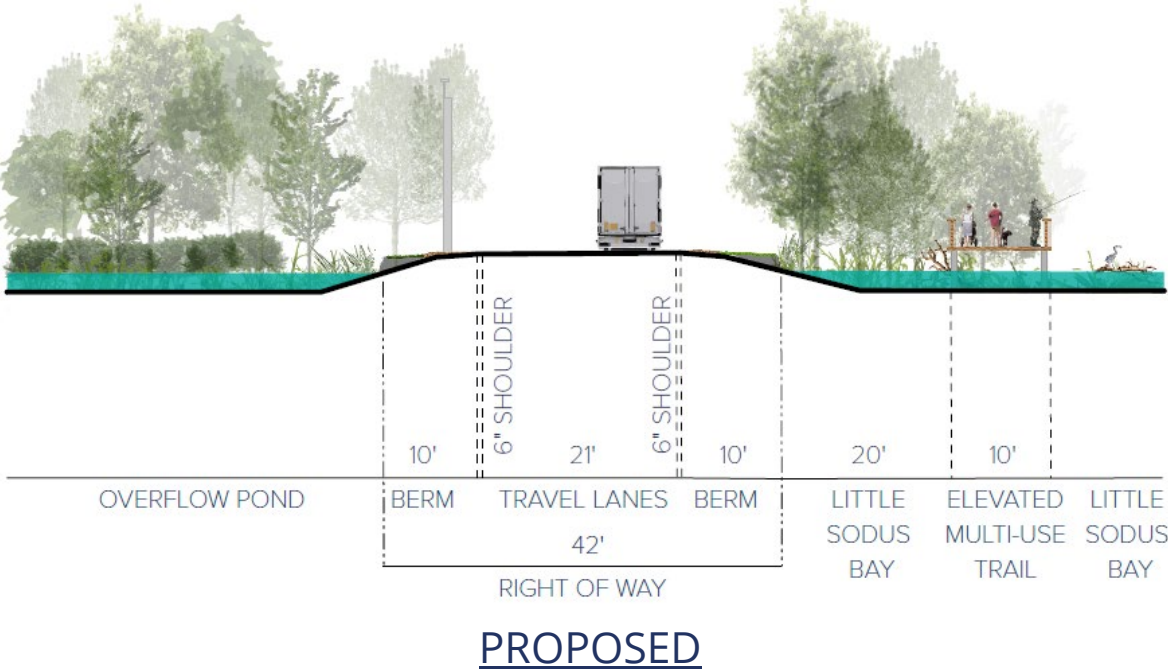 6" SHOULDER
6" SHOULDER
10'
21'
10'
20'
10'
OVERFLOW POND
BERM
TRAVEL LANES
BERM
LITTLE
SODUS
BAY
ELEVATED
MULTI-USE
TRAIL
LITTLE
SODUS
BAY
42'
RIGHT OF WAY
PROPOSED